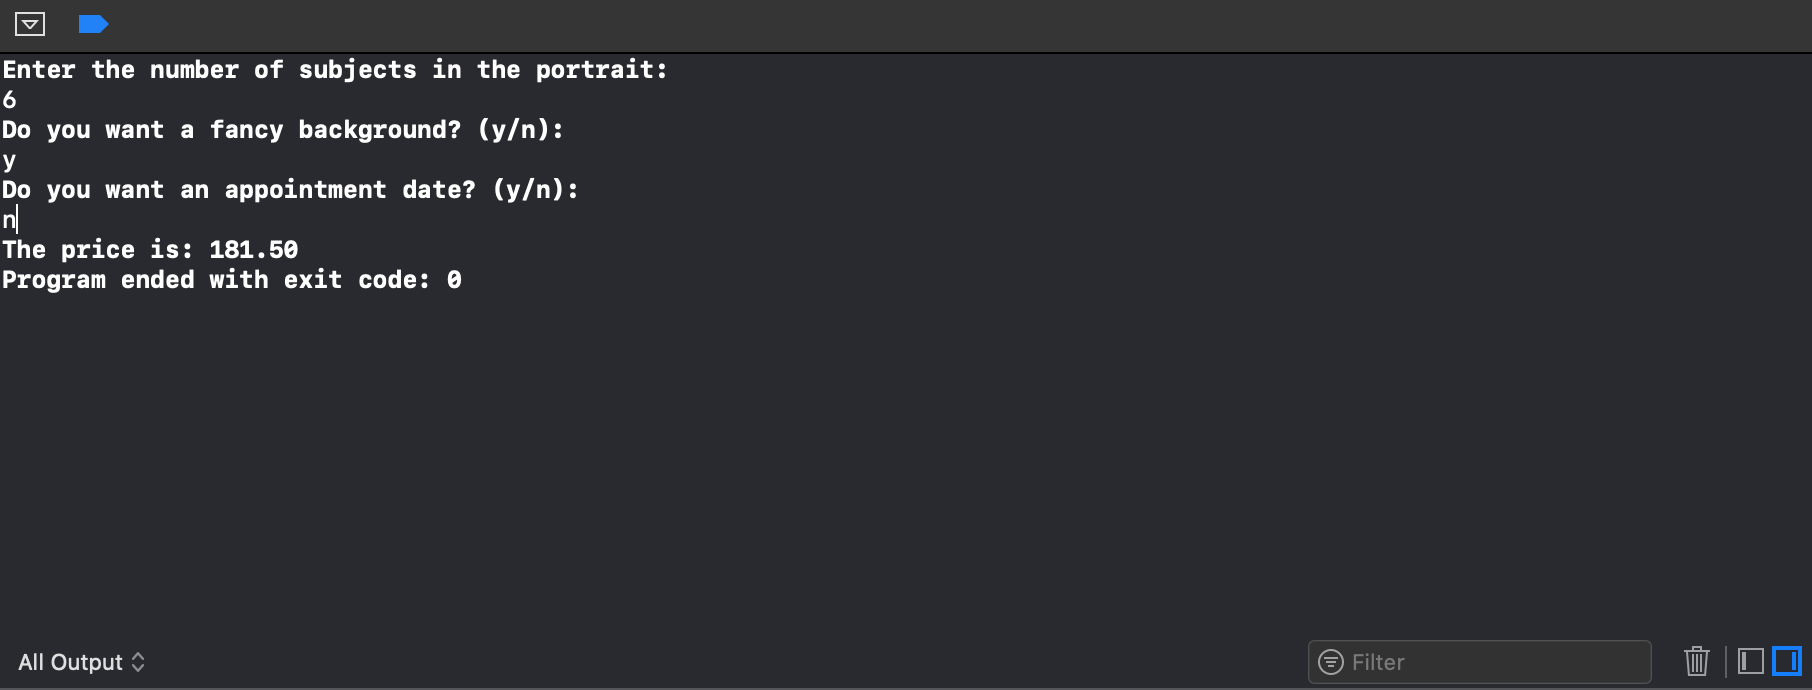 Enter the number of subjects in the portrait:
6
Do you want a fancy background? (y/n):
y
Do you want an appointment date? (y/n):
n
The price is: 181.50
Program ended with exit code: 0
All Output
Filter